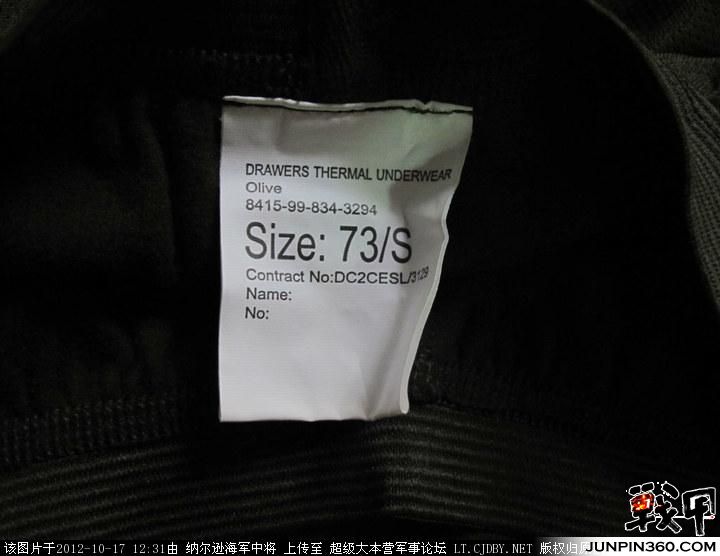 DRAWERS THERMAL UNDERWEAR
Olive
8415-99-834-3294
Size: 73/S
Contract No:DC2CESL/3129
Name:
No:
戰甲
该图片于2012-10-17 12:31由 纳尔逊海军中将 上传至 超级大本营军事论坛 LT.CJDBY.NET 版权归原
JUNPIN360.COM